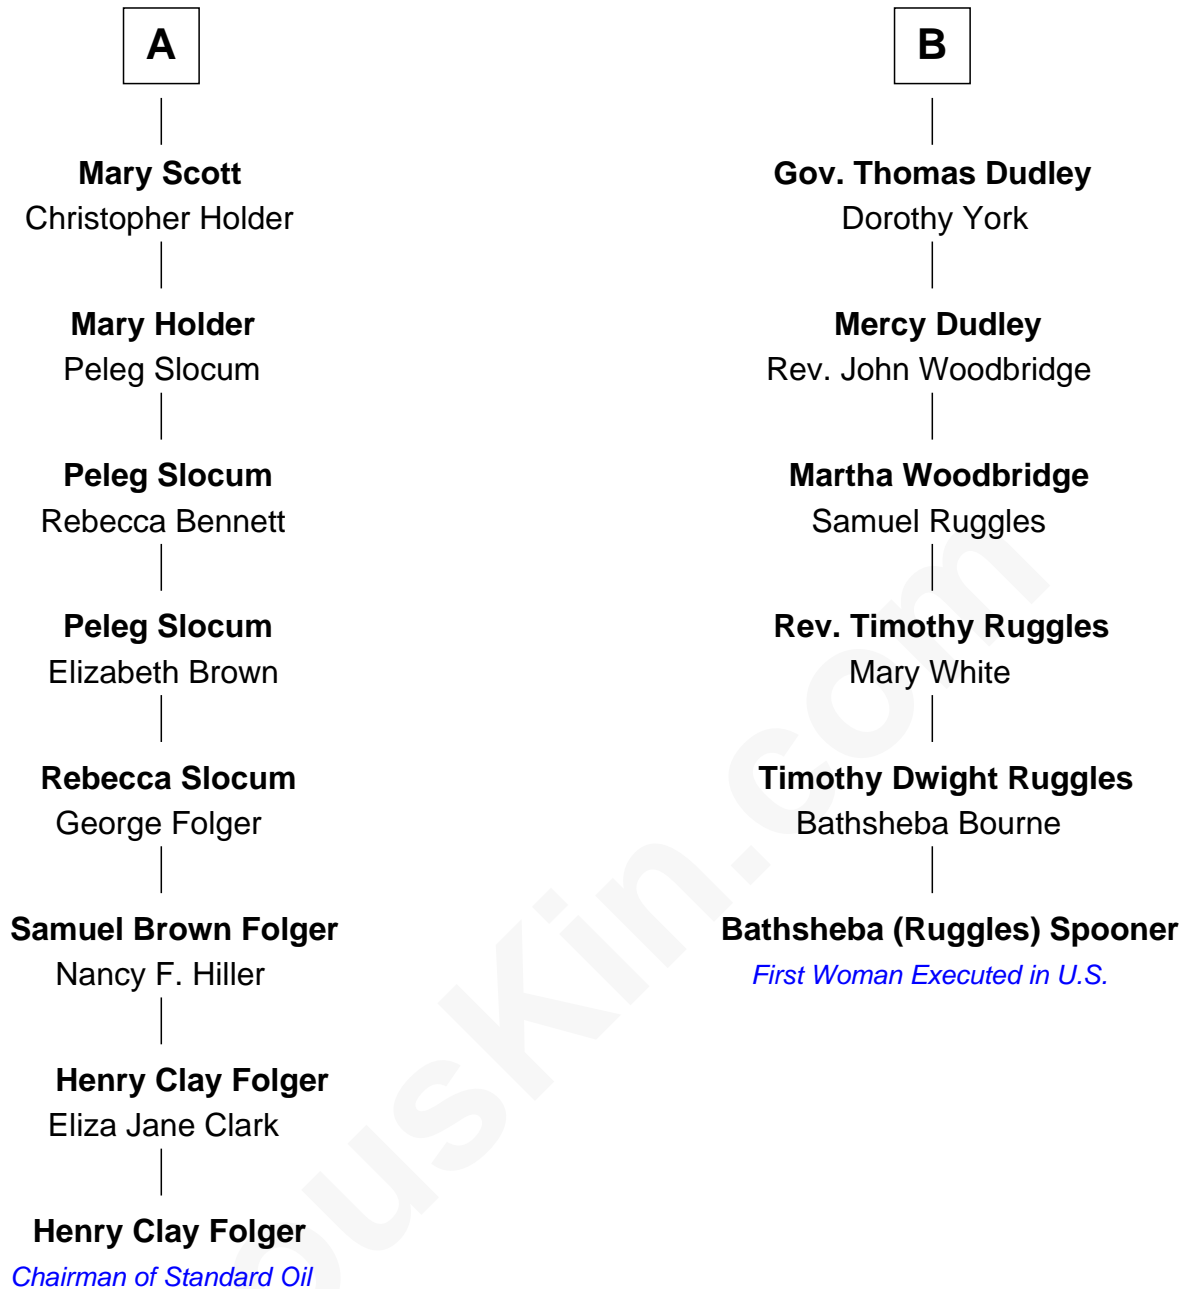 A
Mary Scott
Christopher Holder
Mary Holder
Peleg Slocum
Peleg Slocum
Rebecca Bennett
Peleg Slocum
Elizabeth Brown
Rebecca Slocum
George Folger
Samuel Brown Folger
Nancy F. Hiller
Henry Clay Folger
Eliza Jane Clark
Henry Clay Folger
Chairman of Standard Oil
B
Gov. Thomas Dudley
Dorothy York
Mercy Dudley
Rev. John Woodbridge
Martha Woodbridge
Samuel Ruggles
Rev. Timothy Ruggles
Mary White
Timothy Dwight Ruggles
Bathsheba Bourne
Bathsheba (Ruggles) Spooner
First Woman Executed in U.S.
ousKin.com